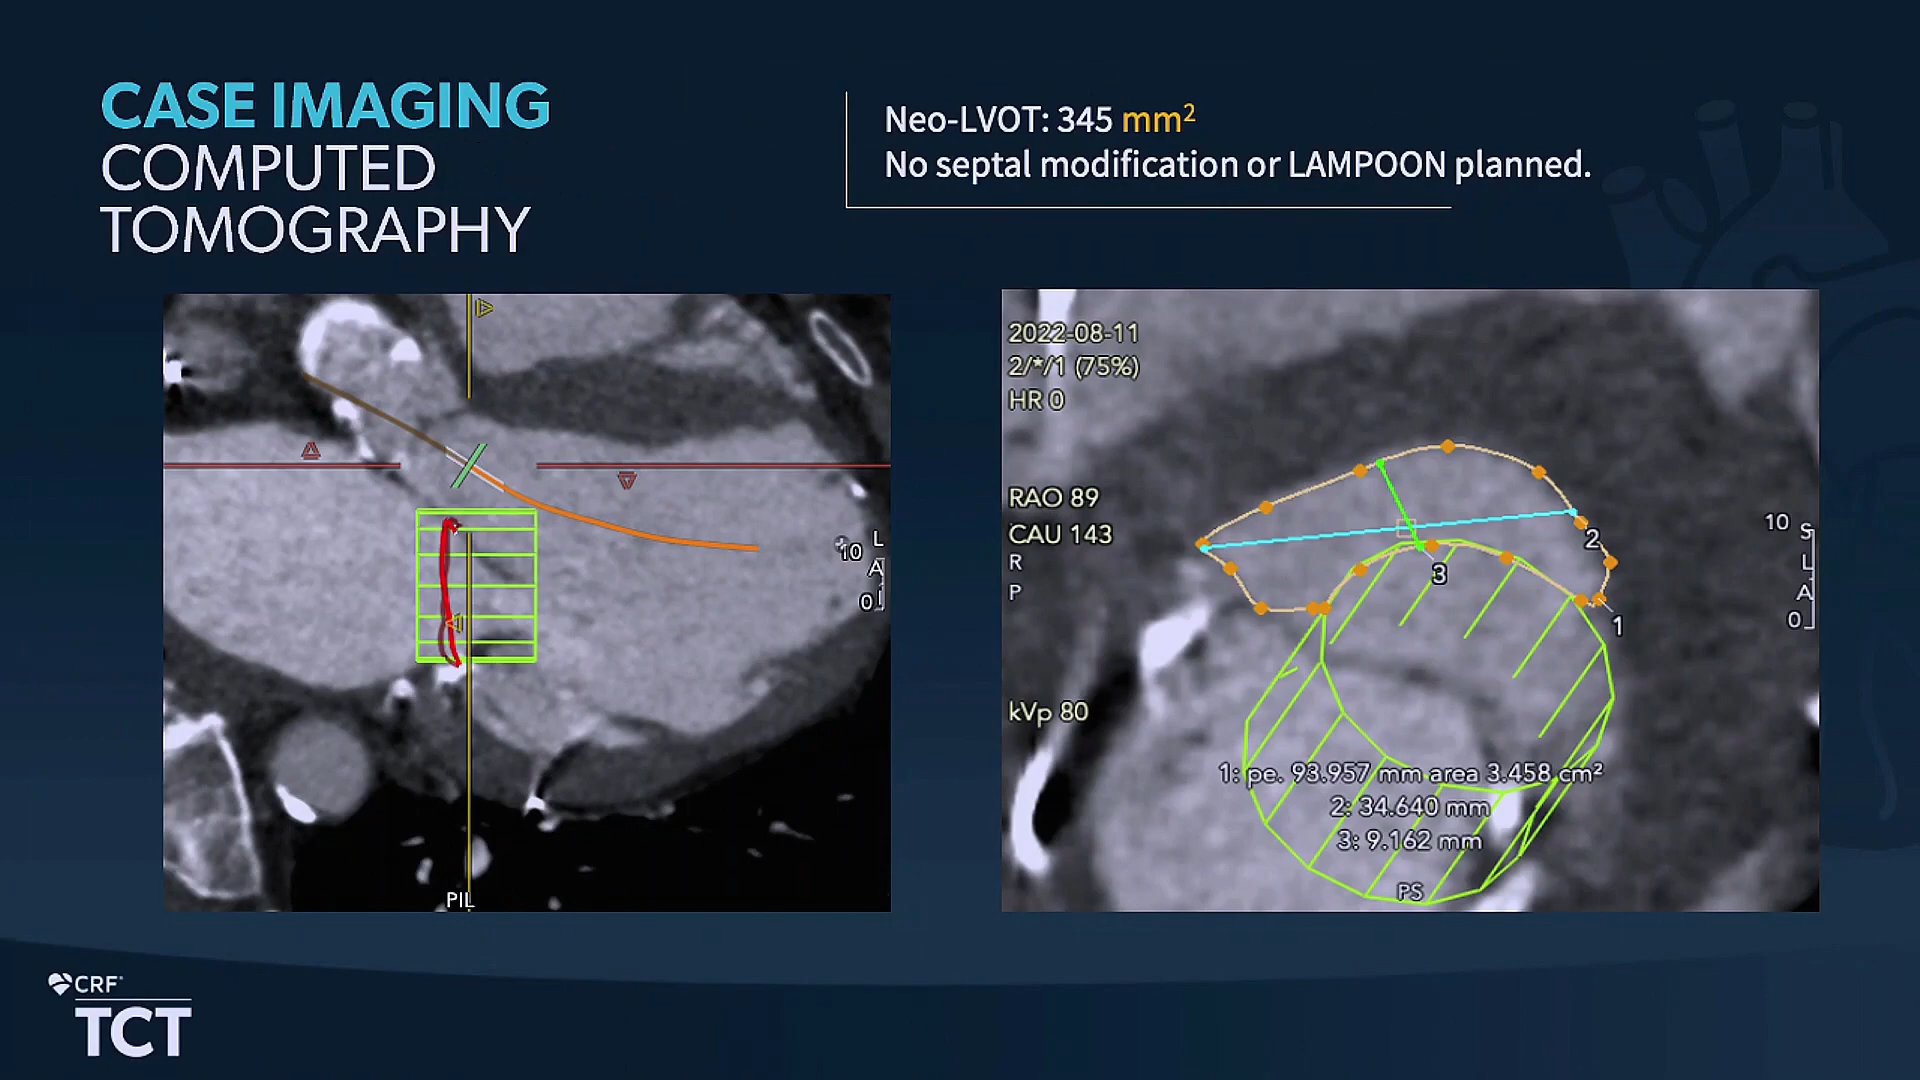 CASE IMAGING
COMPUTED
TOMOGRAPHY
Neo-LVOT: 345 mm²
No septal modification or LAMPOON planned.
10
L
A
0
PIL
2022-08-11
2/*/1 (75%)
HR 0
RAO 89
CAU 143
R
P
kVp 80
10
S
L
A
0
2
3
1
1: pe. 93.957 mm area 3.458 cm²
2: 34.640 mm
3: 9.162 mm
PS
CRF
TCT